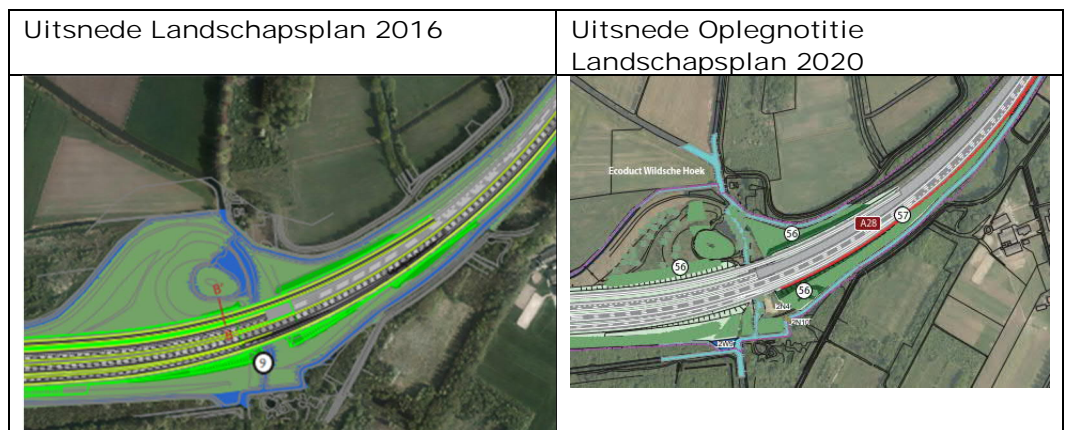 Uitsnede Landschapsplan 2016
Uitsnede Oplegnotitie
Landschapsplan 2020
B'
9
Ecoduct Wildsche Hoek
56
A28
57
56
56